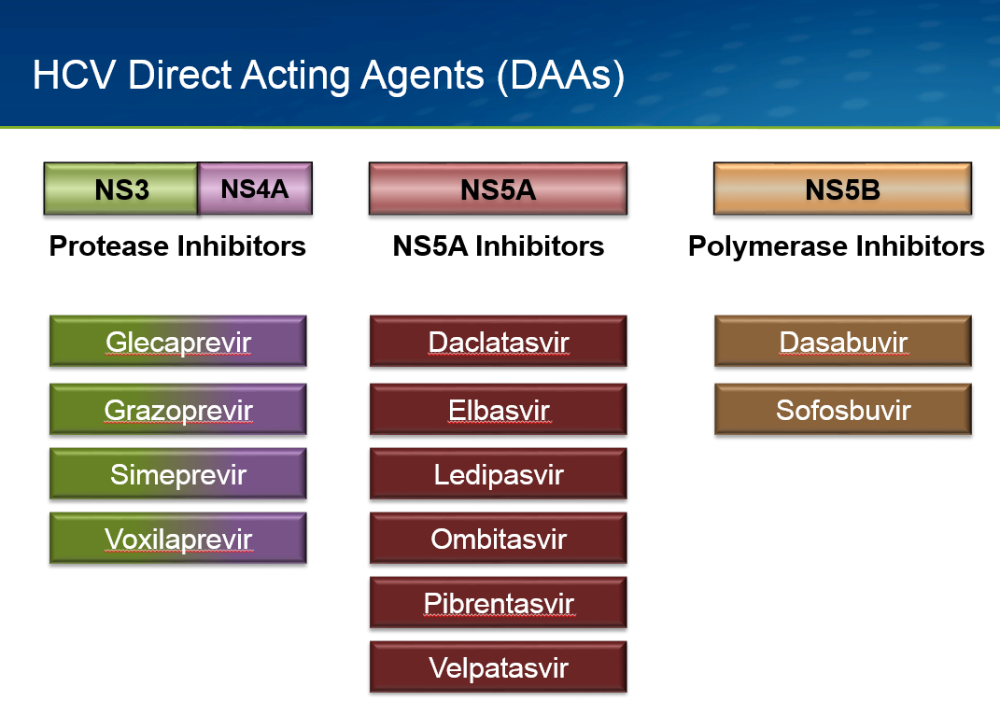 HCV Direct Acting Agents (DAAs)
NS3 NS4A
Protease Inhibitors
Glecaprevir
Grazoprevir
Simeprevir
Voxilaprevir
NS5A
NS5A Inhibitors
Daclatasvir
Elbasvir
Ledipasvir
Ombitasvir
Pibrentasvir
Velpatasvir
NS5B
Polymerase Inhibitors
Dasabuvir
Sofosbuvir